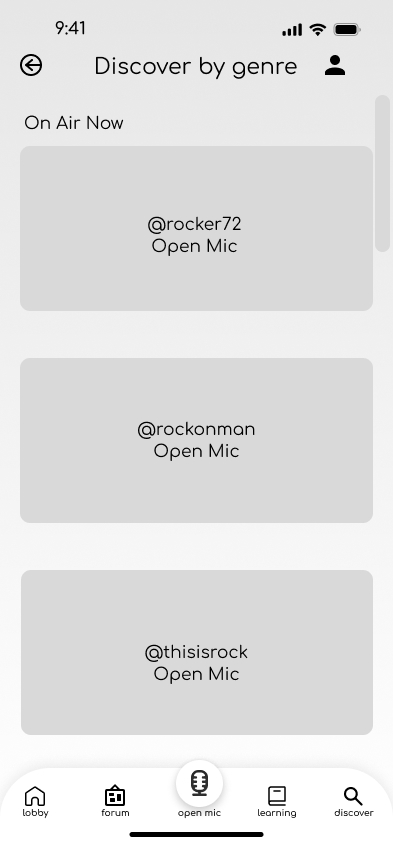 9:41
Discover by genre
On Air Now
@rocker72
Open Mic
@rockonman
Open Mic
@thisisrock
Open Mic
lobby
forum
open mic
learning
discover